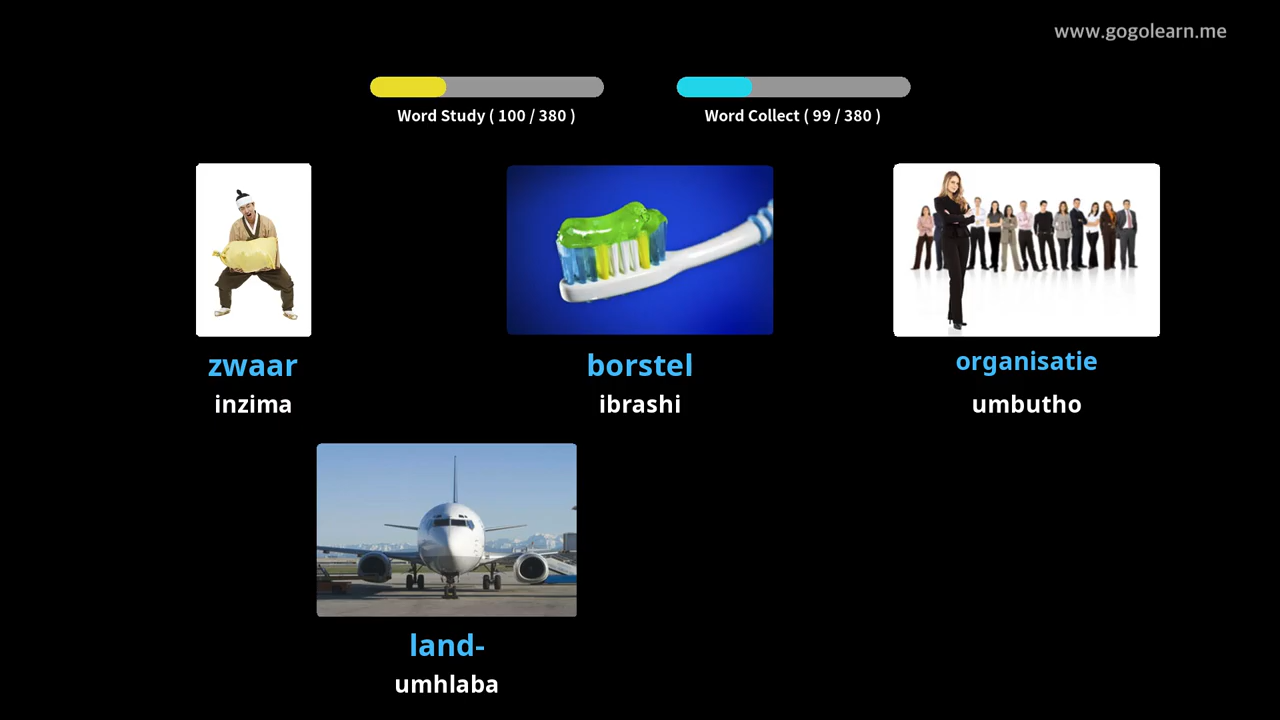 www.gogolearn.me
Word Study ( 100 / 380 )
Word Collect ( 99 / 380 )
zwaar
inzima
borstel
ibrashi
organisatie
umbutho
land-
umhlaba